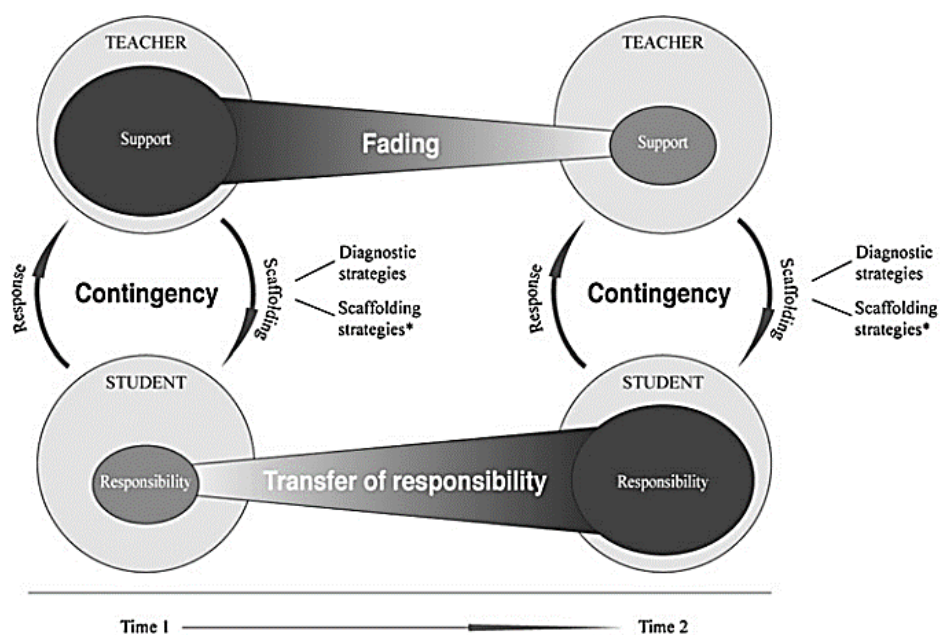 TEACHER
TEACHER
Support
Fading
Support
Response
Contingency
Scaffolding
Diagnostic
strategies
Scaffolding
strategies*
Response
Contingency
Scaffolding
Diagnostic
strategies
Scaffolding
strategies*
STUDENT
STUDENT
Responsibility
Transfer of responsibility
Responsibility
Time 1
Time 2